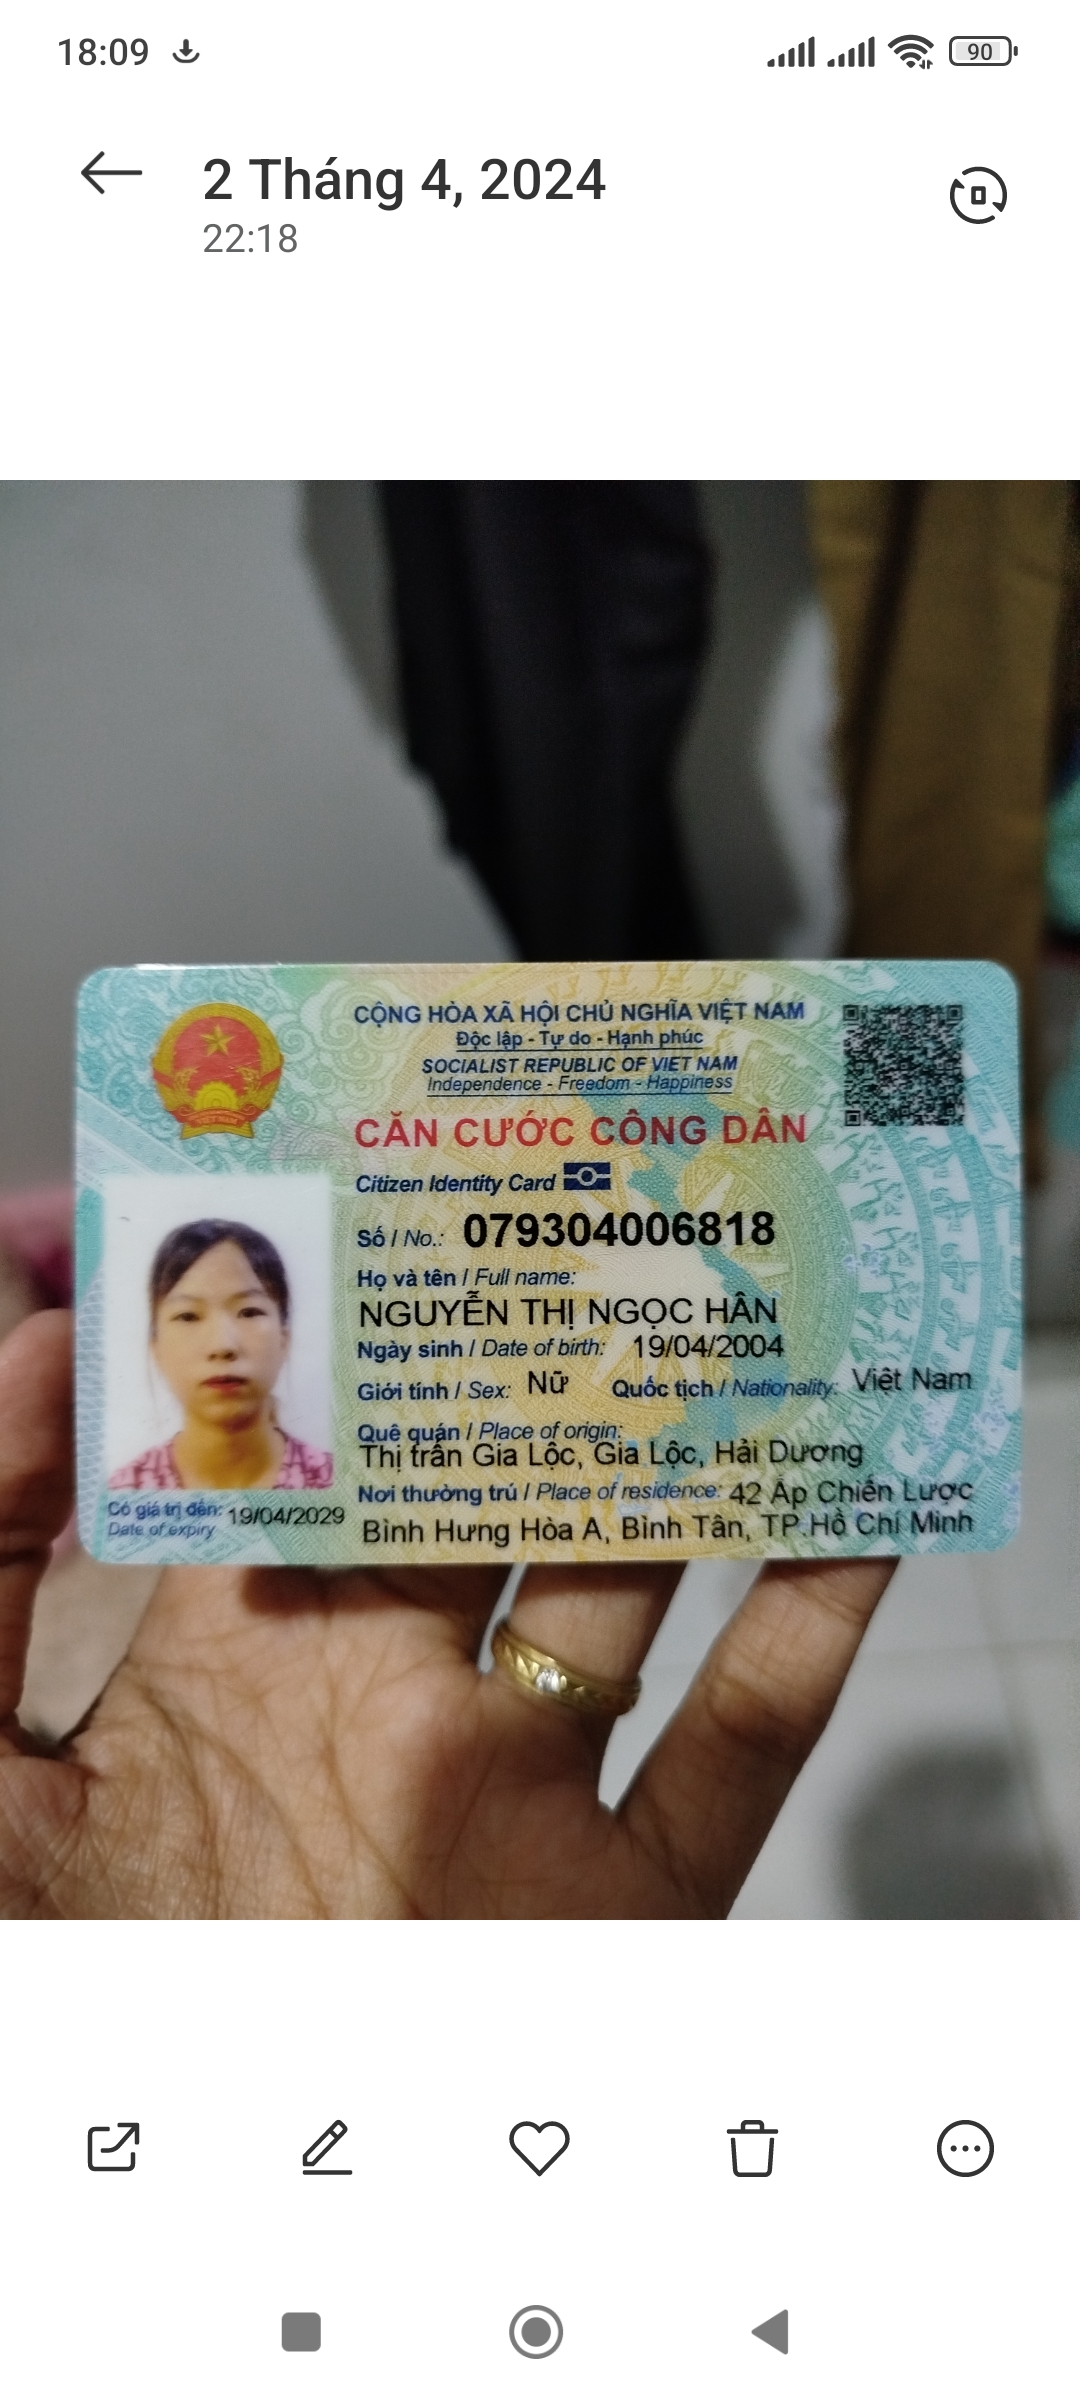 18:09
90
2 Tháng 4, 2024
22:18
CỘNG HÒA XÃ HỘI CHỦ NGHĨA VIỆT NAM
Độc lập - Tự do - Hạnh phúc
SOCIALIST REPUBLIC OF VIET NAM
Independence - Freedom - Happiness
CĂN CƯỚC CÔNG DÂN
Citizen Identity Card
Số / No.: 079304006818
Họ và tên / Full name:
NGUYỄN THỊ NGỌC HÂN
Ngày sinh / Date of birth: 19/04/2004
Giới tính / Sex: Nữ Quốc tịch / Nationality: Việt Nam
Quê quán / Place of origin:
Thị trấn Gia Lộc, Gia Lộc, Hải Dương
Nơi thường trú / Place of residence: 42 Ấp Chiến Lược
Bình Hưng Hòa A, Bình Tân, TP.Hồ Chí Minh
Có giá trị đến: 19/04/2029
Date of expiry